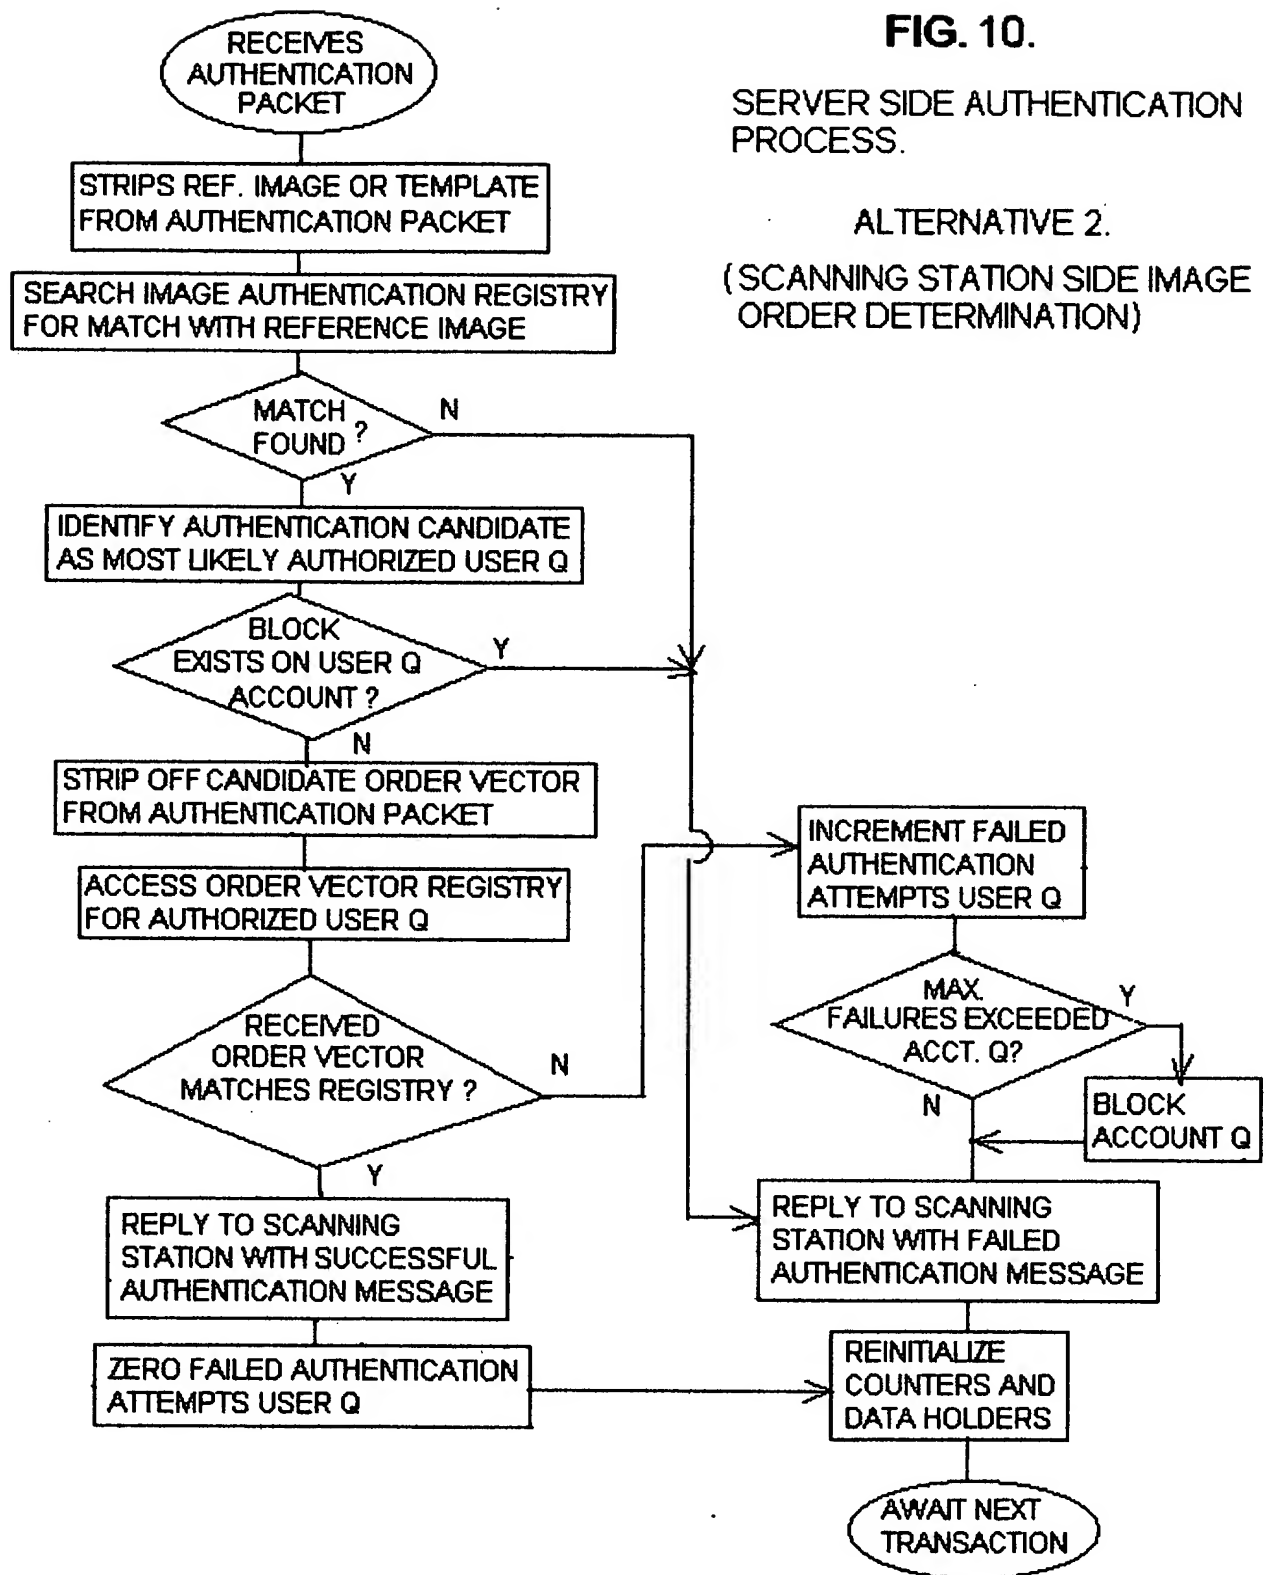 FIG. 10.
SERVER SIDE AUTHENTICATION
PROCESS.
ALTERNATIVE 2.
(SCANNING STATION SIDE IMAGE
ORDER DETERMINATION)
RECEIVES
AUTHENTICATION
PACKET
STRIPS REF. IMAGE OR TEMPLATE
FROM AUTHENTICATION PACKET
SEARCH IMAGE AUTHENTICATION REGISTRY
FOR MATCH WITH REFERENCE IMAGE
MATCH
FOUND ?
N
Y
IDENTIFY AUTHENTICATION CANDIDATE
AS MOST LIKELY AUTHORIZED USER Q
BLOCK
EXISTS ON USER Q
ACCOUNT ?
Y
N
STRIP OFF CANDIDATE ORDER VECTOR
FROM AUTHENTICATION PACKET
ACCESS ORDER VECTOR REGISTRY
FOR AUTHORIZED USER Q
RECEIVED
ORDER VECTOR
MATCHES REGISTRY ?
N
Y
REPLY TO SCANNING
STATION WITH SUCCESSFUL
AUTHENTICATION MESSAGE
ZERO FAILED AUTHENTICATION
ATTEMPTS USER Q
INCREMENT FAILED
AUTHENTICATION
ATTEMPTS USER Q
MAX.
FAILURES EXCEEDED
ACCT. Q?
Y
N
BLOCK
ACCOUNT Q
REPLY TO SCANNING
STATION WITH FAILED
AUTHENTICATION MESSAGE
REINITIALIZE
COUNTERS AND
DATA HOLDERS
AWAIT NEXT
TRANSACTION